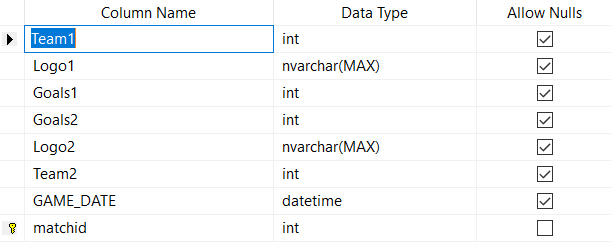 Column Name Data Type Allow Nulls
Team1 int
Logo1 nvarchar(MAX)
Goals1 int
Goals2 int
Logo2 nvarchar(MAX)
Team2 int
GAME_DATE datetime
matchid int